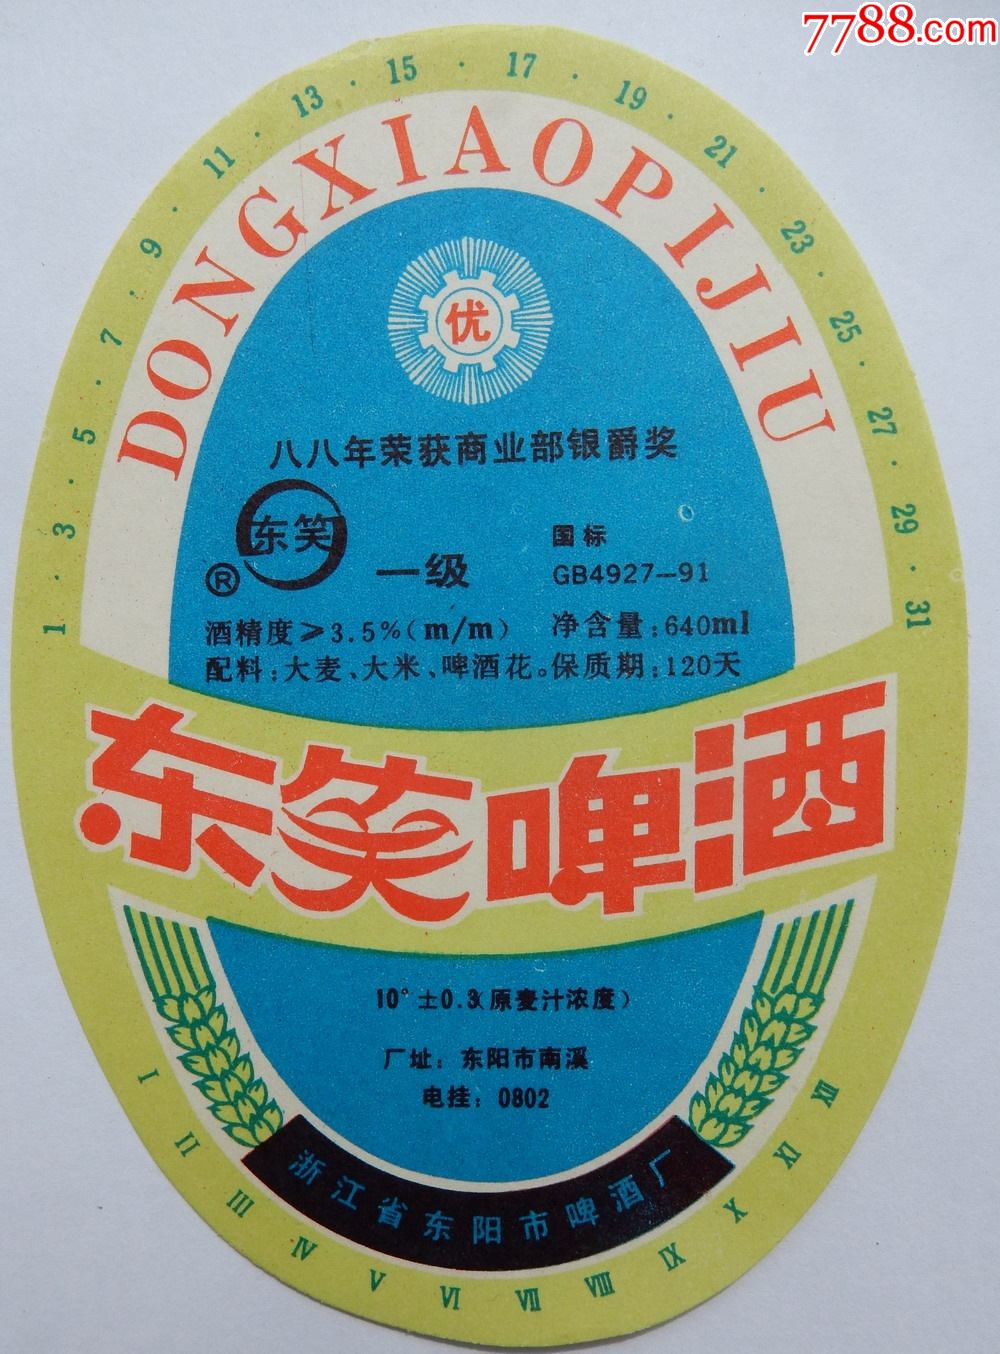 7788.com
1 · 3 · 5 · 7 · 9 · 11 · 13 · 15 · 17 · 19 · 21 · 23 · 25 · 27 · 29 · 31
DONGXIAOPIJIU
优
八八年荣获商业部银爵奖
东笑
®
一级
国标
GB4927—91
酒精度≥3.5%(m/m) 净含量:640ml
配料:大麦、大米、啤酒花。保质期:120天
东笑啤酒
10°±0.3(原麦汁浓度)
厂址:东阳市南溪
电挂:0802
浙江省东阳市啤酒厂
I II III IV V VI VII VIII IX X